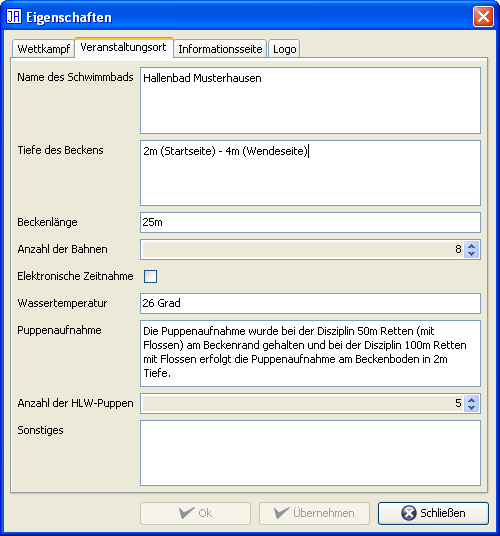 JA Eigenschaften
Wettkampf Veranstaltungsort Informationsseite Logo
Name des Schwimmbads Hallenbad Musterhausen
Tiefe des Beckens 2m (Startseite) - 4m (Wendeseite)
Beckenlänge 25m
Anzahl der Bahnen 8
Elektronische Zeitnahme
Wassertemperatur 26 Grad
Puppenaufnahme Die Puppenaufnahme wurde bei der Disziplin 50m Retten (mit
Flossen) am Beckenrand gehalten und bei der Disziplin 100m Retten
mit Flossen erfolgt die Puppenaufnahme am Beckenboden in 2m
Tiefe.
Anzahl der HLW-Puppen 5
Sonstiges
Ok Übernehmen Schließen